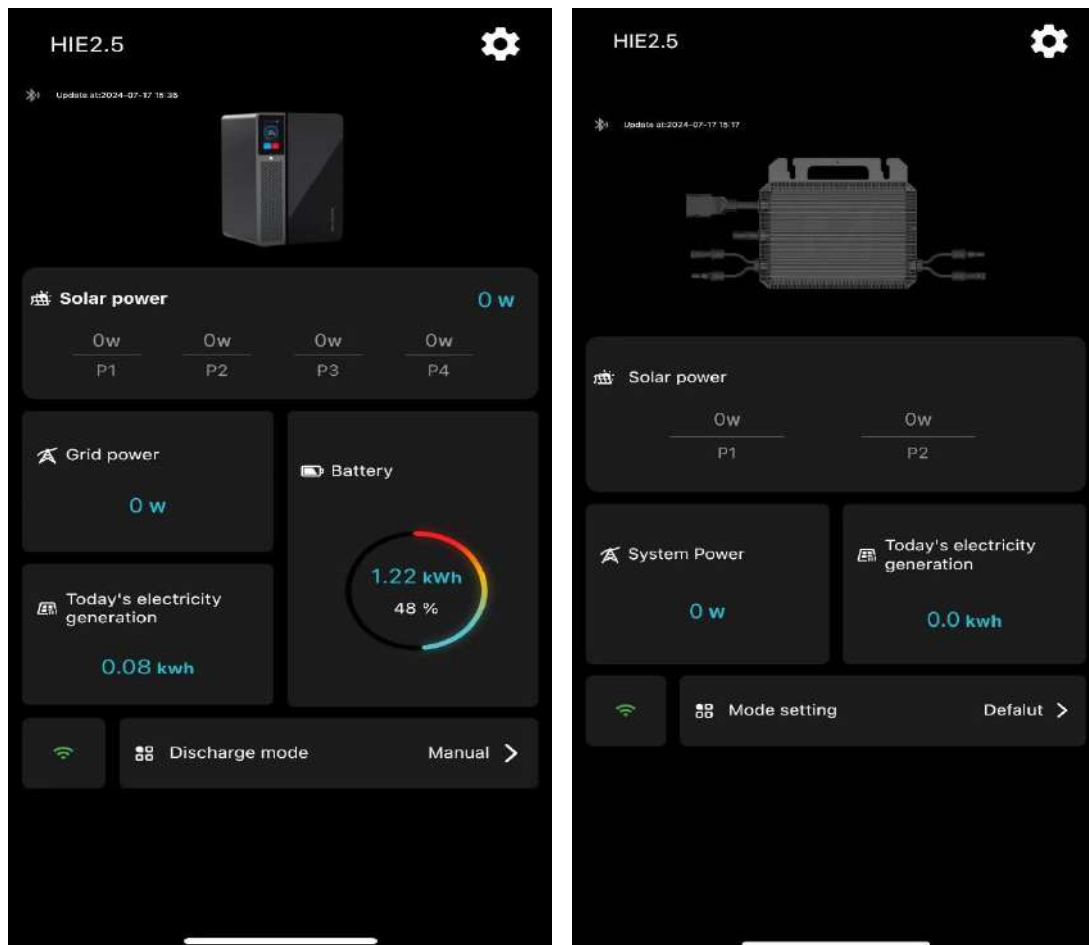 HIE2.5
Update at:2024-07-17 15:35
Solar power
0 w
0w 0w 0w 0w
P1 P2 P3 P4
Grid power
0 w
Battery
1.22 kWh
48 %
Today's electricity
generation
0.08 kwh
Discharge mode Manual
HIE2.5
Update at:2024-07-17 15:17
Solar power
0w 0w
P1 P2
System Power
0 w
Today's electricity
generation
0.0 kwh
Mode setting Defalut